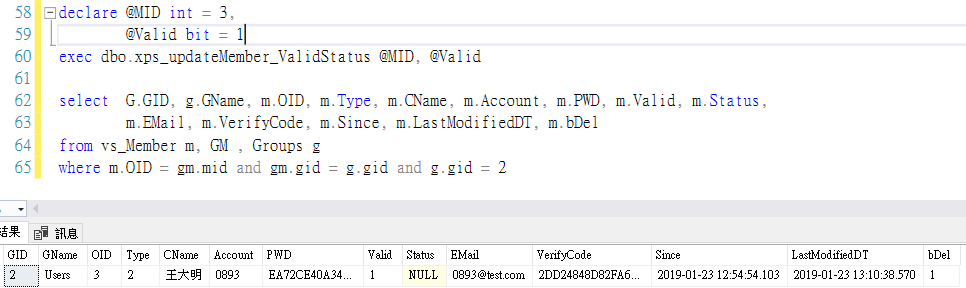 58 declare @MID int = 3,
59 @Valid bit = 1
60 exec dbo.xps_updateMember_ValidStatus @MID, @Valid
61
62 select G.GID, g.GName, m.OID, m.Type, m.CName, m.Account, m.PWD, m.Valid, m.Status,
63 m.EMail, m.VerifyCode, m.Since, m.LastModifiedDT, m.bDel
64 from vs_Member m, GM , Groups g
65 where m.OID = gm.mid and gm.gid = g.gid and g.gid = 2
結果 訊息
GID GName OID Type CName Account PWD Valid Status EMail VerifyCode Since LastModifiedDT bDel
2 Users 3 2 王大明 0893 EA72CE40A34... 1 NULL 0893@test.com 2DD24848D82FA6... 2019-01-23 12:54:54.103 2019-01-23 13:10:38.570 1